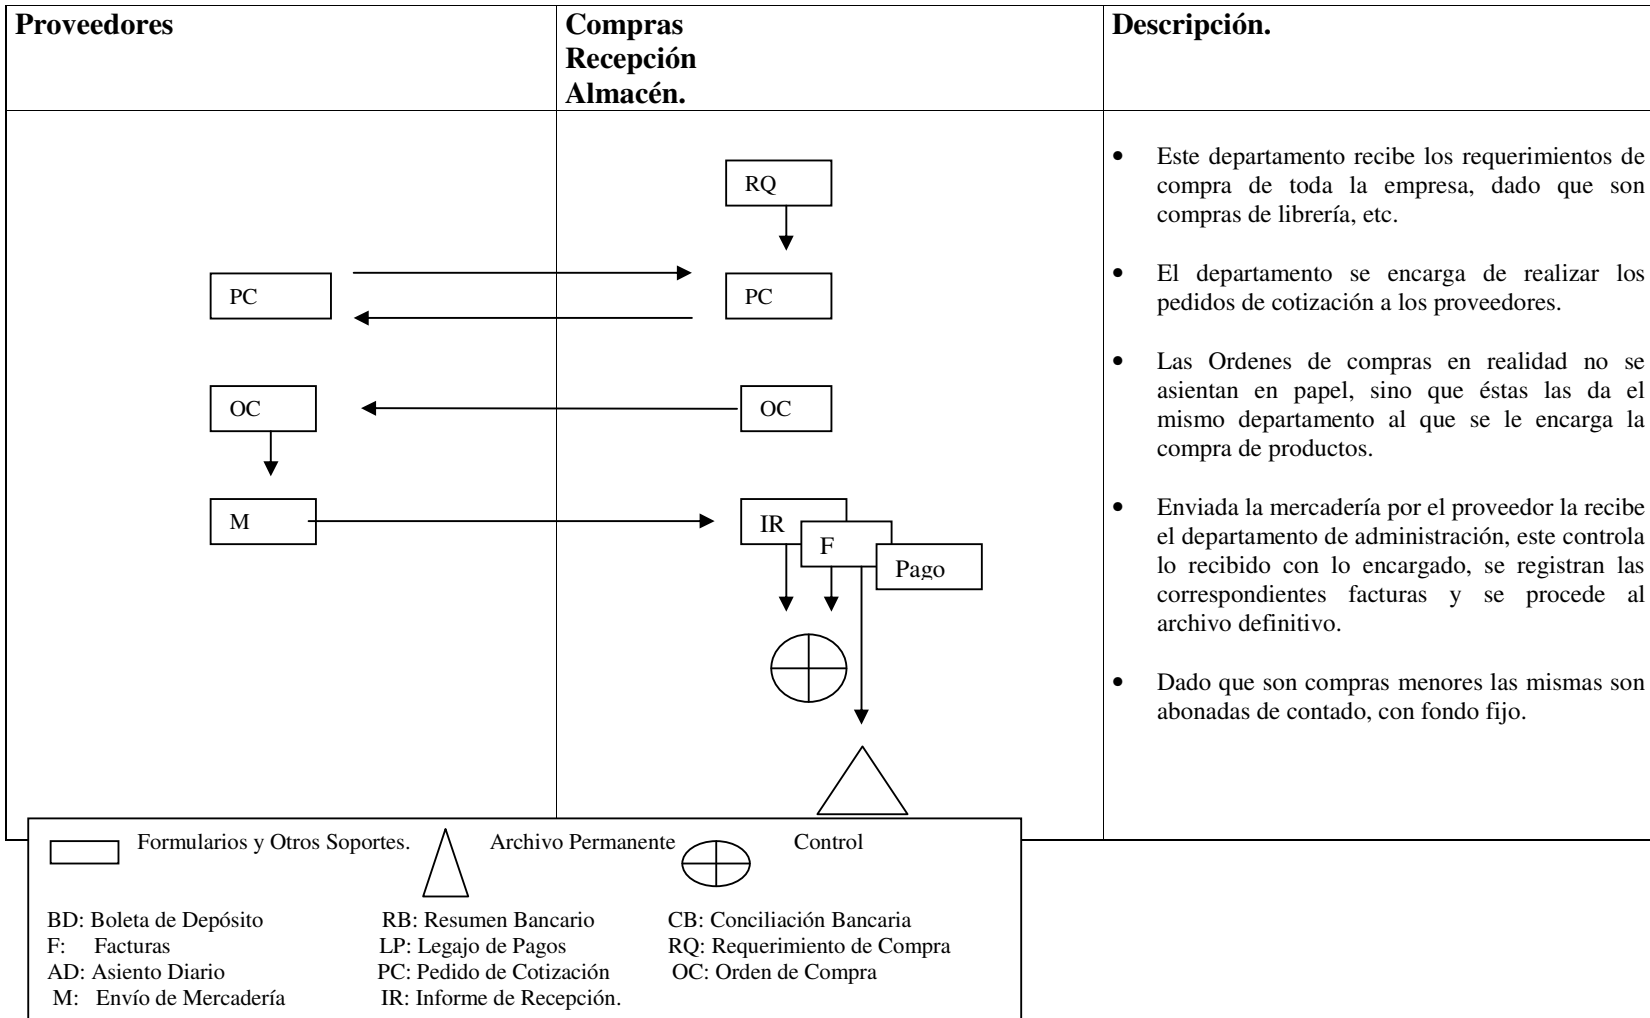 Proveedores
Compras
Recepción
Almacén.
Descripción.
RQ
PC
PC
OC
OC
M
IR
F
Pago
• Este departamento recibe los requerimientos de
compra de toda la empresa, dado que son
compras de librería, etc.
• El departamento se encarga de realizar los
pedidos de cotización a los proveedores.
• Las Ordenes de compras en realidad no se
asientan en papel, sino que éstas las da el
mismo departamento al que se le encarga la
compra de productos.
• Enviada la mercadería por el proveedor la recibe
el departamento de administración, este controla
lo recibido con lo encargado, se registran las
correspondientes facturas y se procede al
archivo definitivo.
• Dado que son compras menores las mismas son
abonadas de contado, con fondo fijo.
Formularios y Otros Soportes. Archivo Permanente Control
BD: Boleta de Depósito RB: Resumen Bancario CB: Conciliación Bancaria
F: Facturas LP: Legajo de Pagos RQ: Requerimiento de Compra
AD: Asiento Diario PC: Pedido de Cotización OC: Orden de Compra
M: Envío de Mercadería IR: Informe de Recepción.